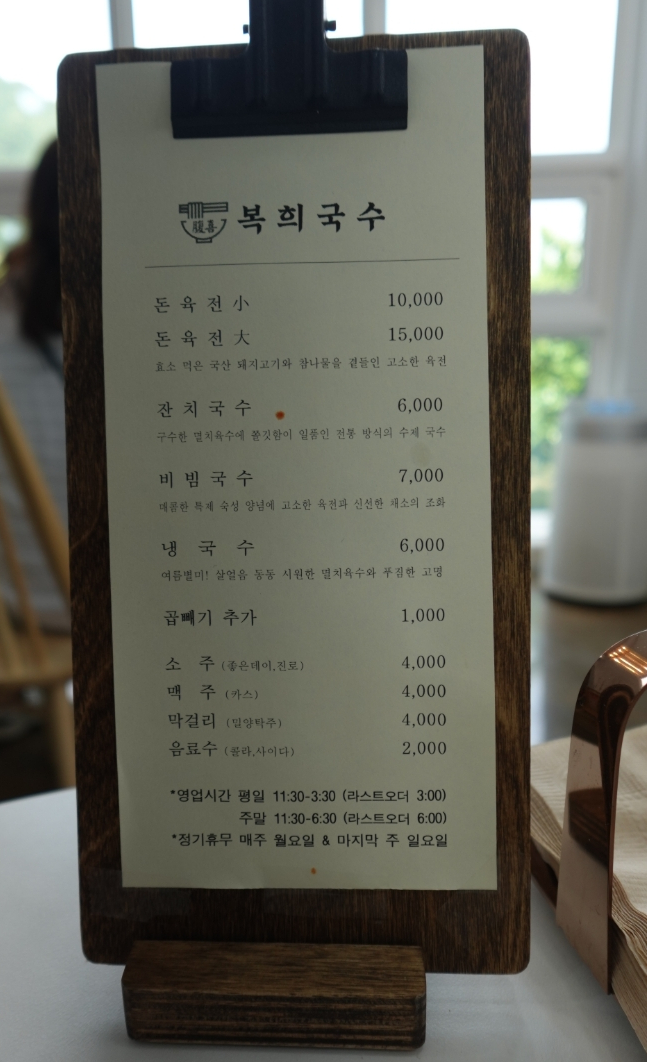 腹喜 복희국수
돈육전 小 10,000
돈육전 大 15,000
효소 먹은 국산 돼지고기와 참나물을 곁들인 고소한 육전
잔치국수 6,000
구수한 멸치육수에 쫄깃함이 일품인 전통 방식의 수제 국수
비빔국수 7,000
매콤한 특제 숙성 양념에 고소한 육전과 신선한 채소의 조화
냉국수 6,000
여름별미! 살얼음 동동 시원한 멸치육수와 푸짐한 고명
곱빼기 추가 1,000
소주 (좋은데이,진로) 4,000
맥주 (카스) 4,000
막걸리 (밀양탁주) 4,000
음료수 (콜라,사이다) 2,000
*영업시간 평일 11:30-3:30 (라스트오더 3:00)
주말 11:30-6:30 (라스트오더 6:00)
*정기휴무 매주 월요일 & 마지막 주 일요일